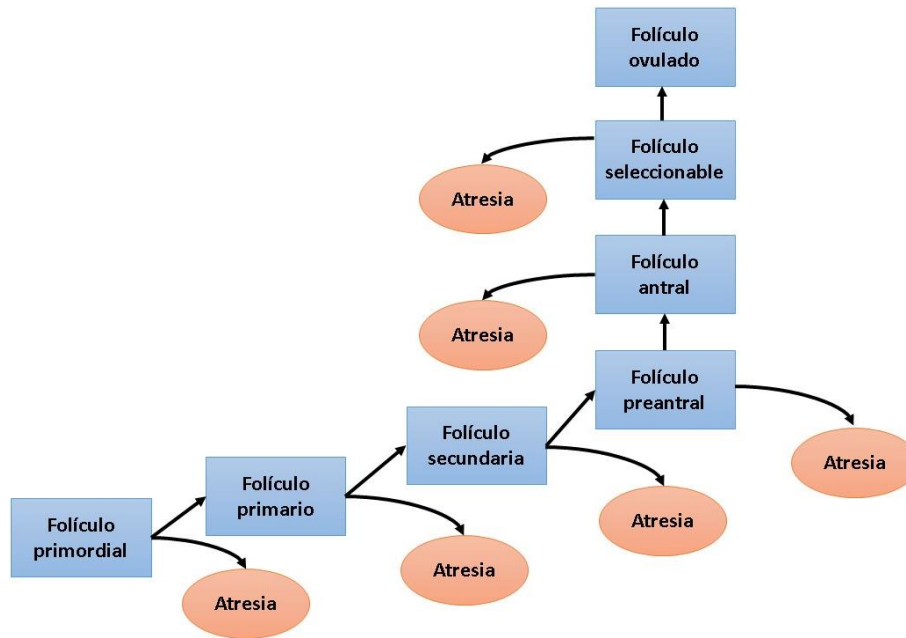 Folículo
ovulado
Folículo
seleccionable
Atresia
Folículo
antral
Atresia
Folículo
preantral
Folículo
secundaria
Atresia
Folículo
primario
Atresia
Folículo
primordial
Atresia
Atresia